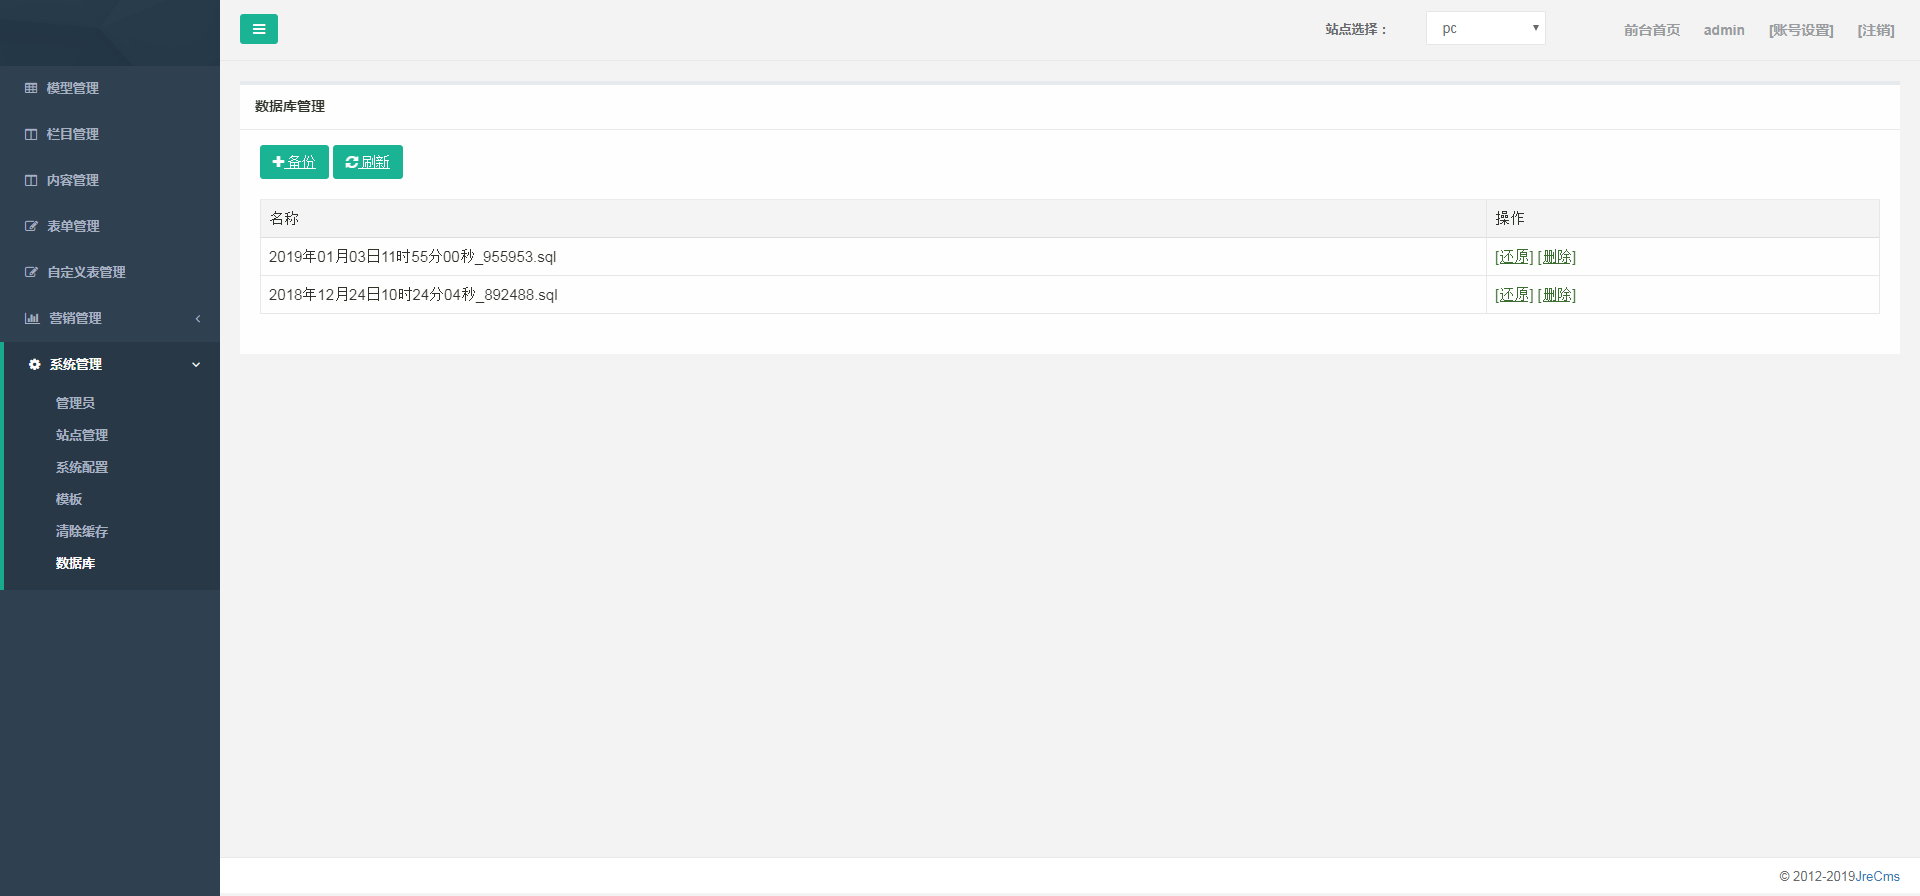 站点选择：
pc
前台首页 admin [账号设置] [注销]
模型管理
栏目管理
内容管理
表单管理
自定义表管理
营销管理
系统管理
管理员
站点管理
系统配置
模板
清除缓存
数据库
数据库管理
备份 刷新
名称 操作
2019年01月03日11时55分00秒_955953.sql [还原] [删除]
2018年12月24日10时24分04秒_892488.sql [还原] [删除]
© 2012-2019JreCms